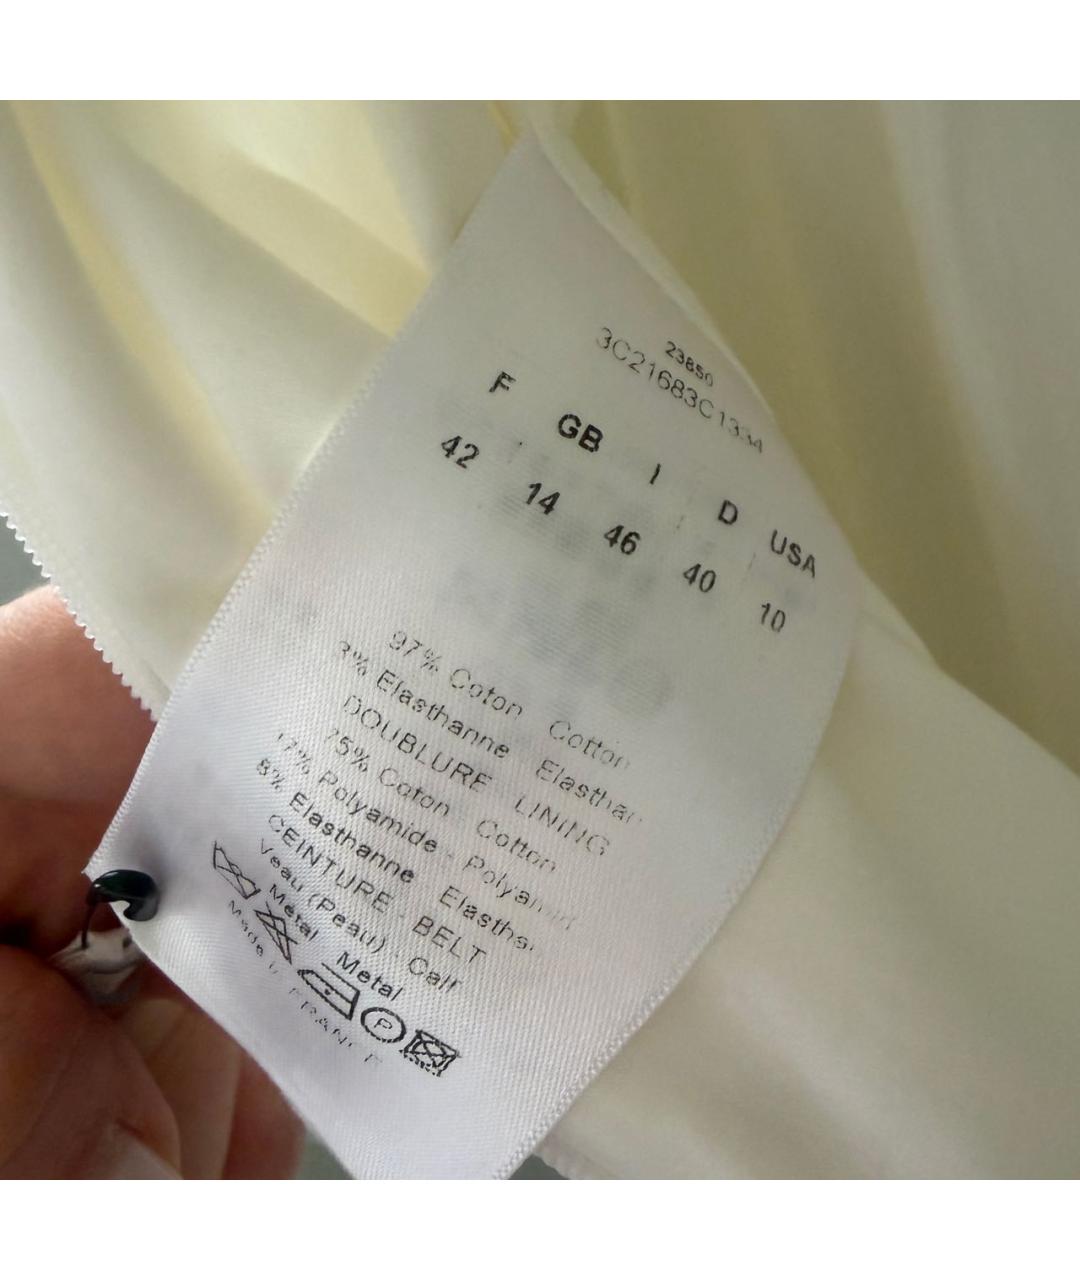 23850
3C21683C1334
F GB I D USA
42 14 46 40 10
97% Coton Cotton
3% Elasthanne Elasthan
DOUBLURE LINING
75% Coton Cotton
17% Polyamide - Polyamid
8% Elasthanne Elasthan
CEINTURE - BELT
Veau (Peau) - Calf
Metal Metal
P
FRANCE